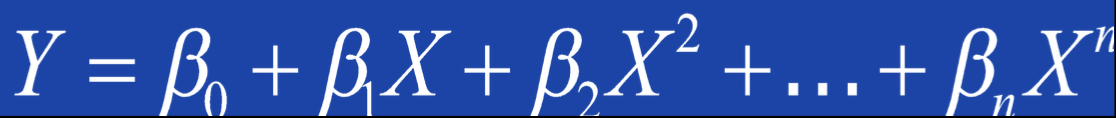 Y = β₀ + β₁X + β₂X² +...+ βₙXⁿ